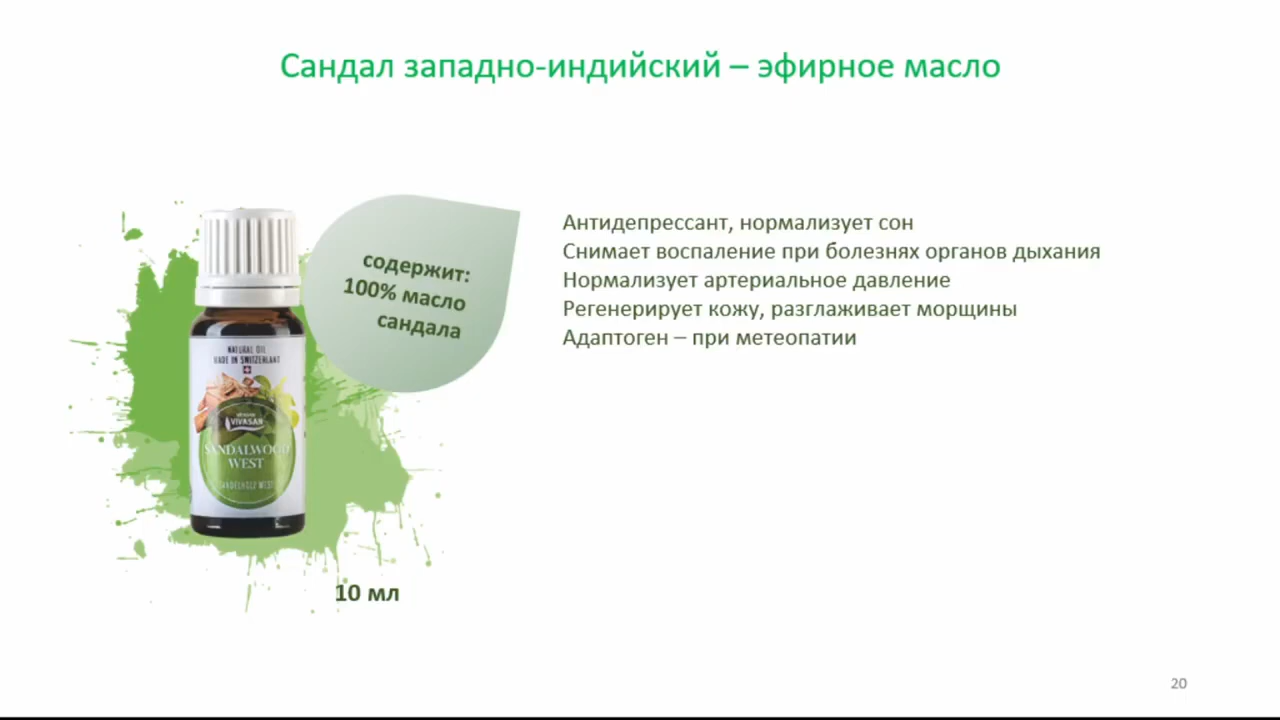 Сандал западно-индийский – эфирное масло
содержит:
100% масло
сандала
Антидепрессант, нормализует сон
Снимает воспаление при болезнях органов дыхания
Нормализует артериальное давление
Регенерирует кожу, разглаживает морщины
Адаптоген – при метеопатии
NATURAL OIL
MADE IN SWITZERLAND
VIVASAN
SANDALWOOD
WEST
SANDELHOLZ WEST
10 мл
20